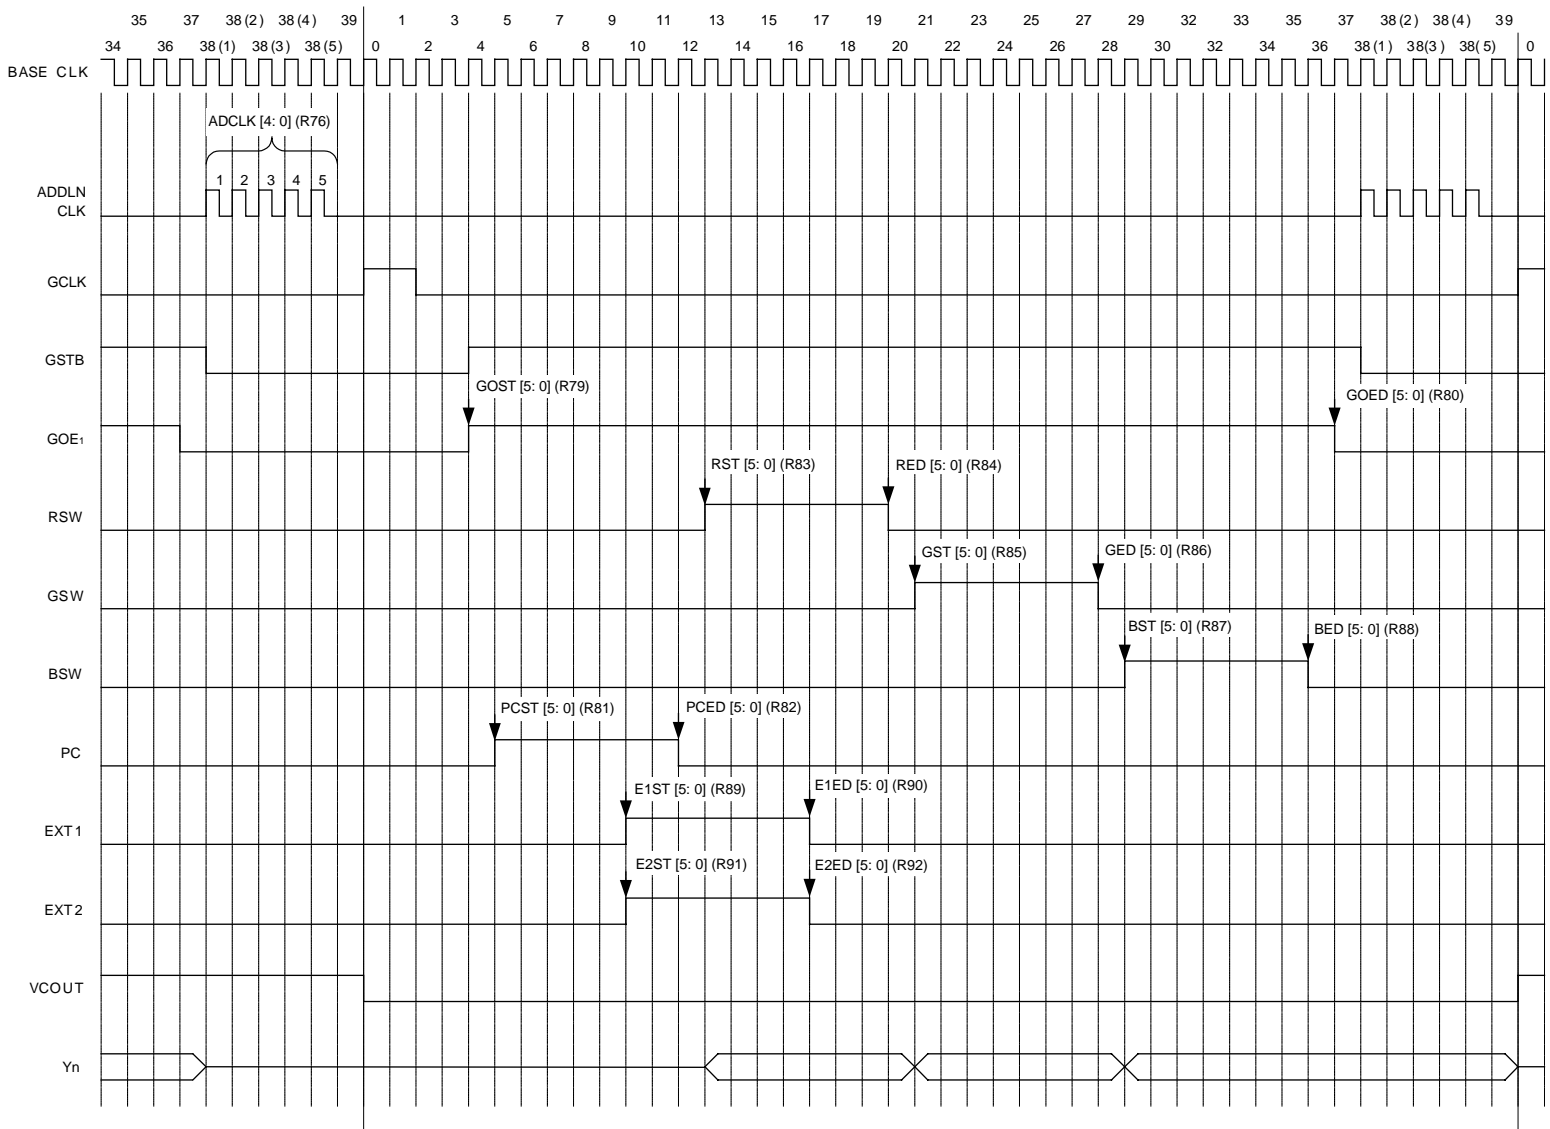 35 37 38(2) 38(4) 39 1 3 5 7 9 11 13 15 17 19 21 23 25 27 29 32 33 35 37 38(2) 38(4) 39
34 36 38(1) 38(3) 38(5) 0 2 4 6 8 10 12 14 16 18 20 22 24 26 28 30 32 34 36 38(1) 38(3) 38(5) 0
BASE CLK
ADCLK [4: 0] (R76)
1 2 3 4 5
ADDLN
CLK
GCLK
GSTB
GOST [5: 0] (R79)
GOED [5: 0] (R80)
GOE1
RST [5: 0] (R83)
RED [5: 0] (R84)
RSW
GST [5: 0] (R85)
GED [5: 0] (R86)
GSW
BST [5: 0] (R87)
BED [5: 0] (R88)
BSW
PCST [5: 0] (R81)
PCED [5: 0] (R82)
PC
E1ST [5: 0] (R89)
E1ED [5: 0] (R90)
EXT1
E2ST [5: 0] (R91)
E2ED [5: 0] (R92)
EXT2
VCOUT
Yn